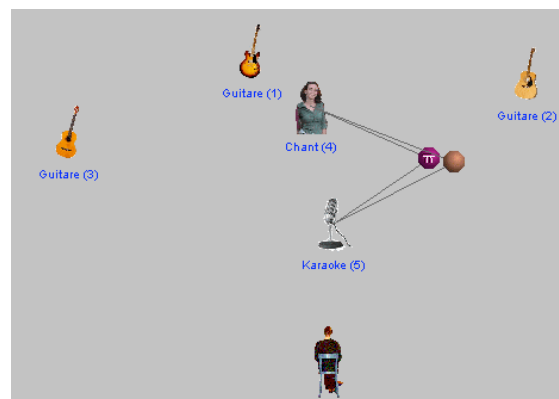 Guitare (1)
Guitare (2)
Chant (4)
Guitare (3)
Karaoke (5)